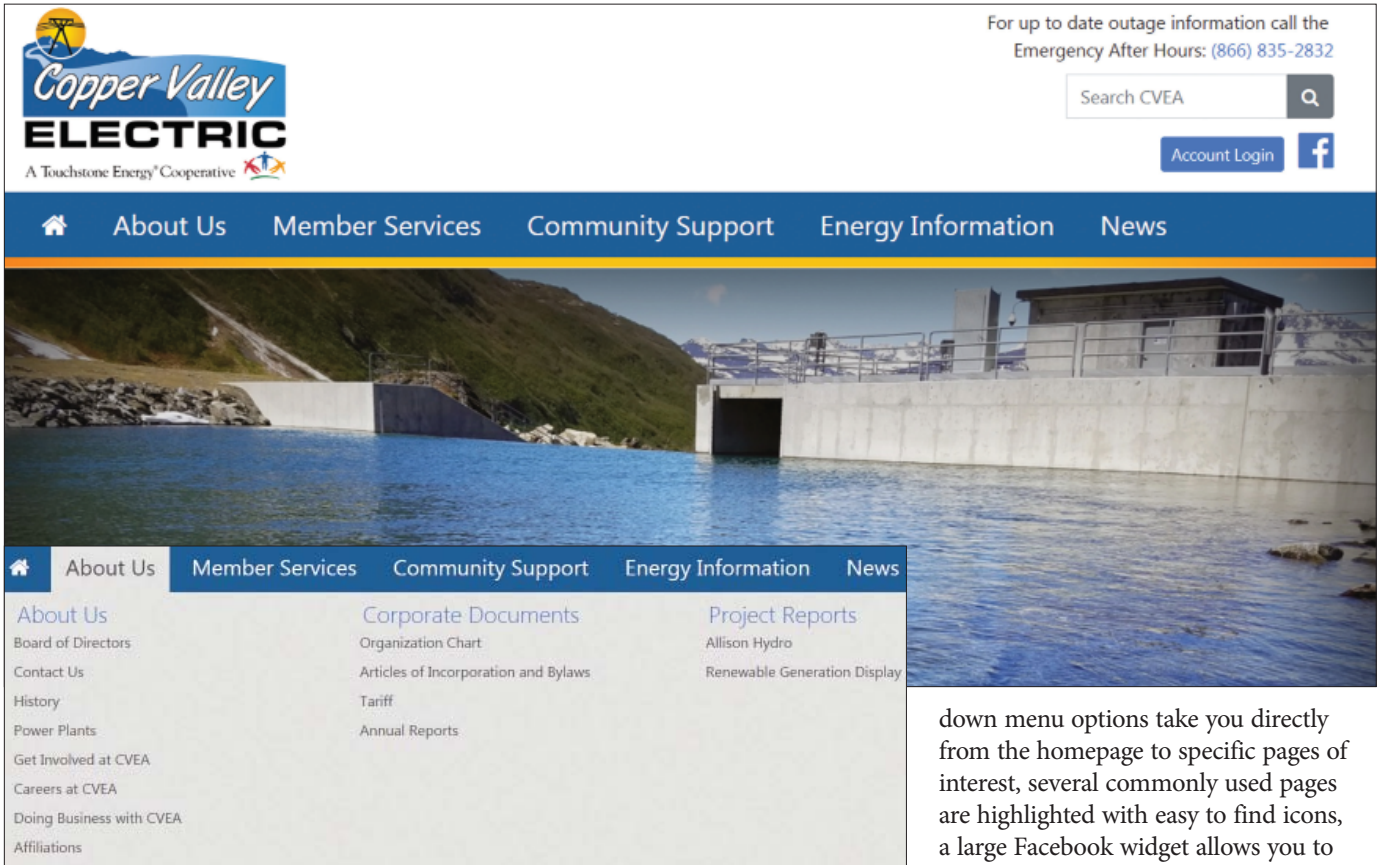 Copper Valley
ELECTRIC
A Touchstone Energy® Cooperative
For up to date outage information call the
Emergency After Hours: (866) 835-2832
Search CVEA
Account Login
About Us Member Services Community Support Energy Information News
About Us Member Services Community Support Energy Information News
About Us
Board of Directors
Contact Us
History
Power Plants
Get Involved at CVEA
Careers at CVEA
Doing Business with CVEA
Affiliations
Corporate Documents
Organization Chart
Articles of Incorporation and Bylaws
Tariff
Annual Reports
Project Reports
Allison Hydro
Renewable Generation Display
down menu options take you directly
from the homepage to specific pages of
interest, several commonly used pages
are highlighted with easy to find icons,
a large Facebook widget allows you to